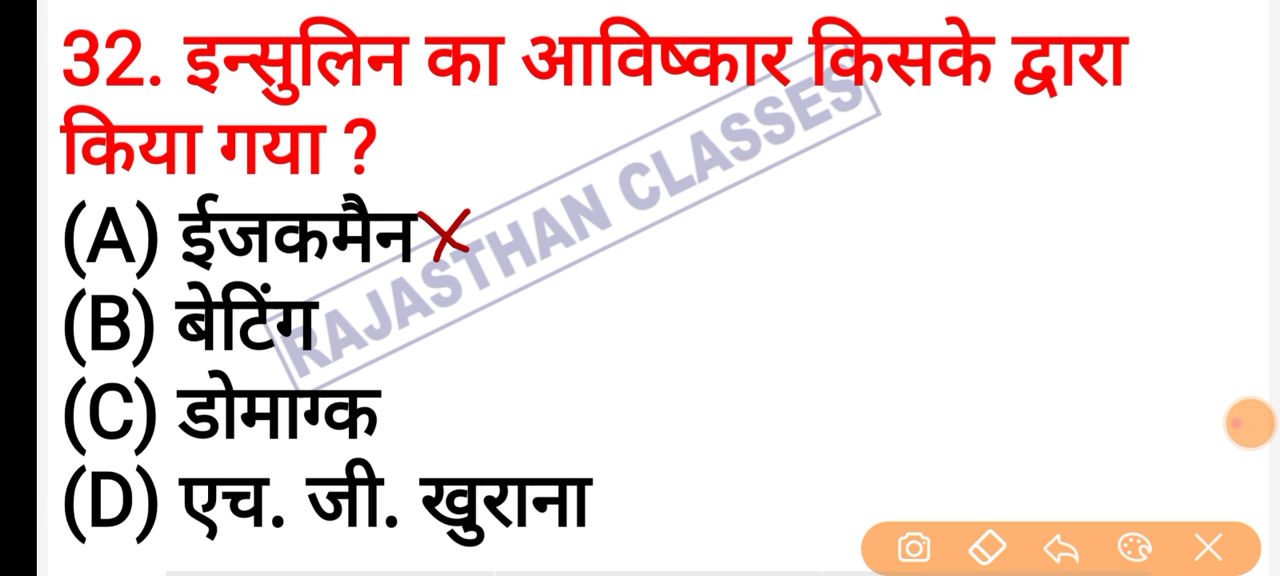 32. इन्सुलिन का आविष्कार किसके द्वारा
किया गया ?
(A) ईजकमैन
(B) बेटिंग
(C) डोमाग्क
(D) एच. जी. खुराना
RAJASTHAN CLASSES